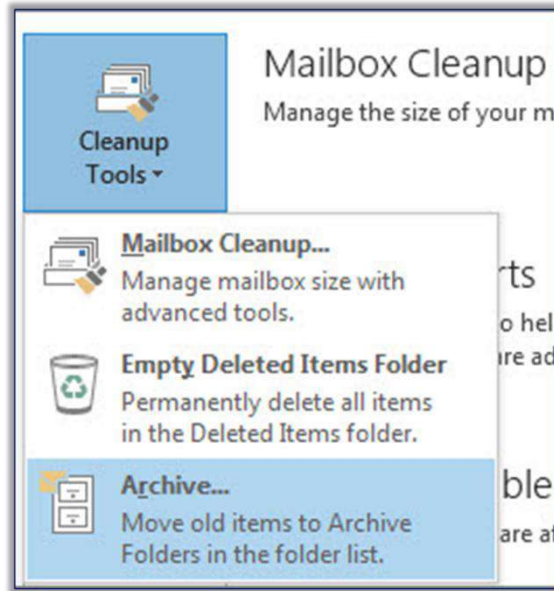 Mailbox Cleanup
Manage the size of your m
Cleanup
Tools
Mailbox Cleanup...
Manage mailbox size with
advanced tools.
rts
o hel
Empty Deleted Items Folder
re ad
Permanently delete all items
in the Deleted Items folder.
Archive...
ble
Move old items to Archive
are af
Folders in the folder list.